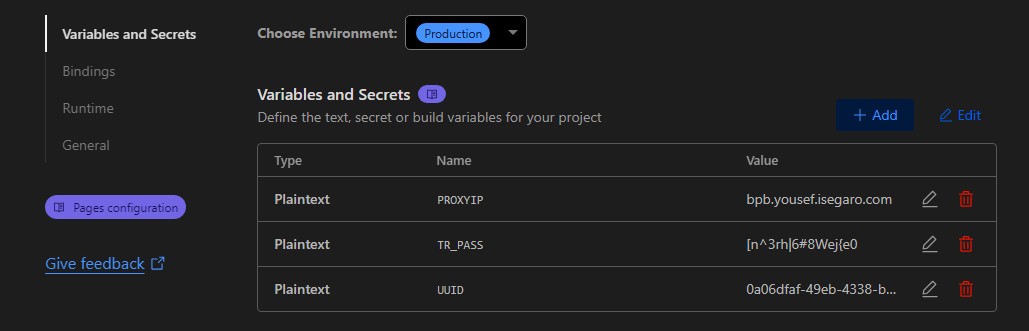 Variables and Secrets
Bindings
Runtime
General
Pages configuration
Give feedback
Choose Environment: Production
Variables and Secrets
Define the text, secret or build variables for your project
Add Edit
Type Name Value
Plaintext PROXYIP bpb.yousef.isegaro.com
Plaintext TR_PASS [n^3rh|6#8Wej{e0
Plaintext UUID 0a06dfaf-49eb-4338-b...